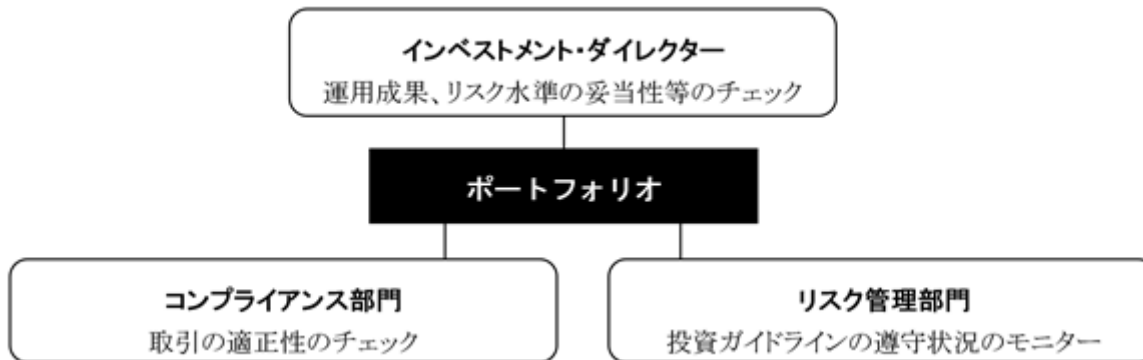 インベストメント・ダイレクター
運用成果、リスク水準の妥当性等のチェック
ポートフォリオ
コンプライアンス部門
取引の適正性のチェック
リスク管理部門
投資ガイドラインの遵守状況のモニター